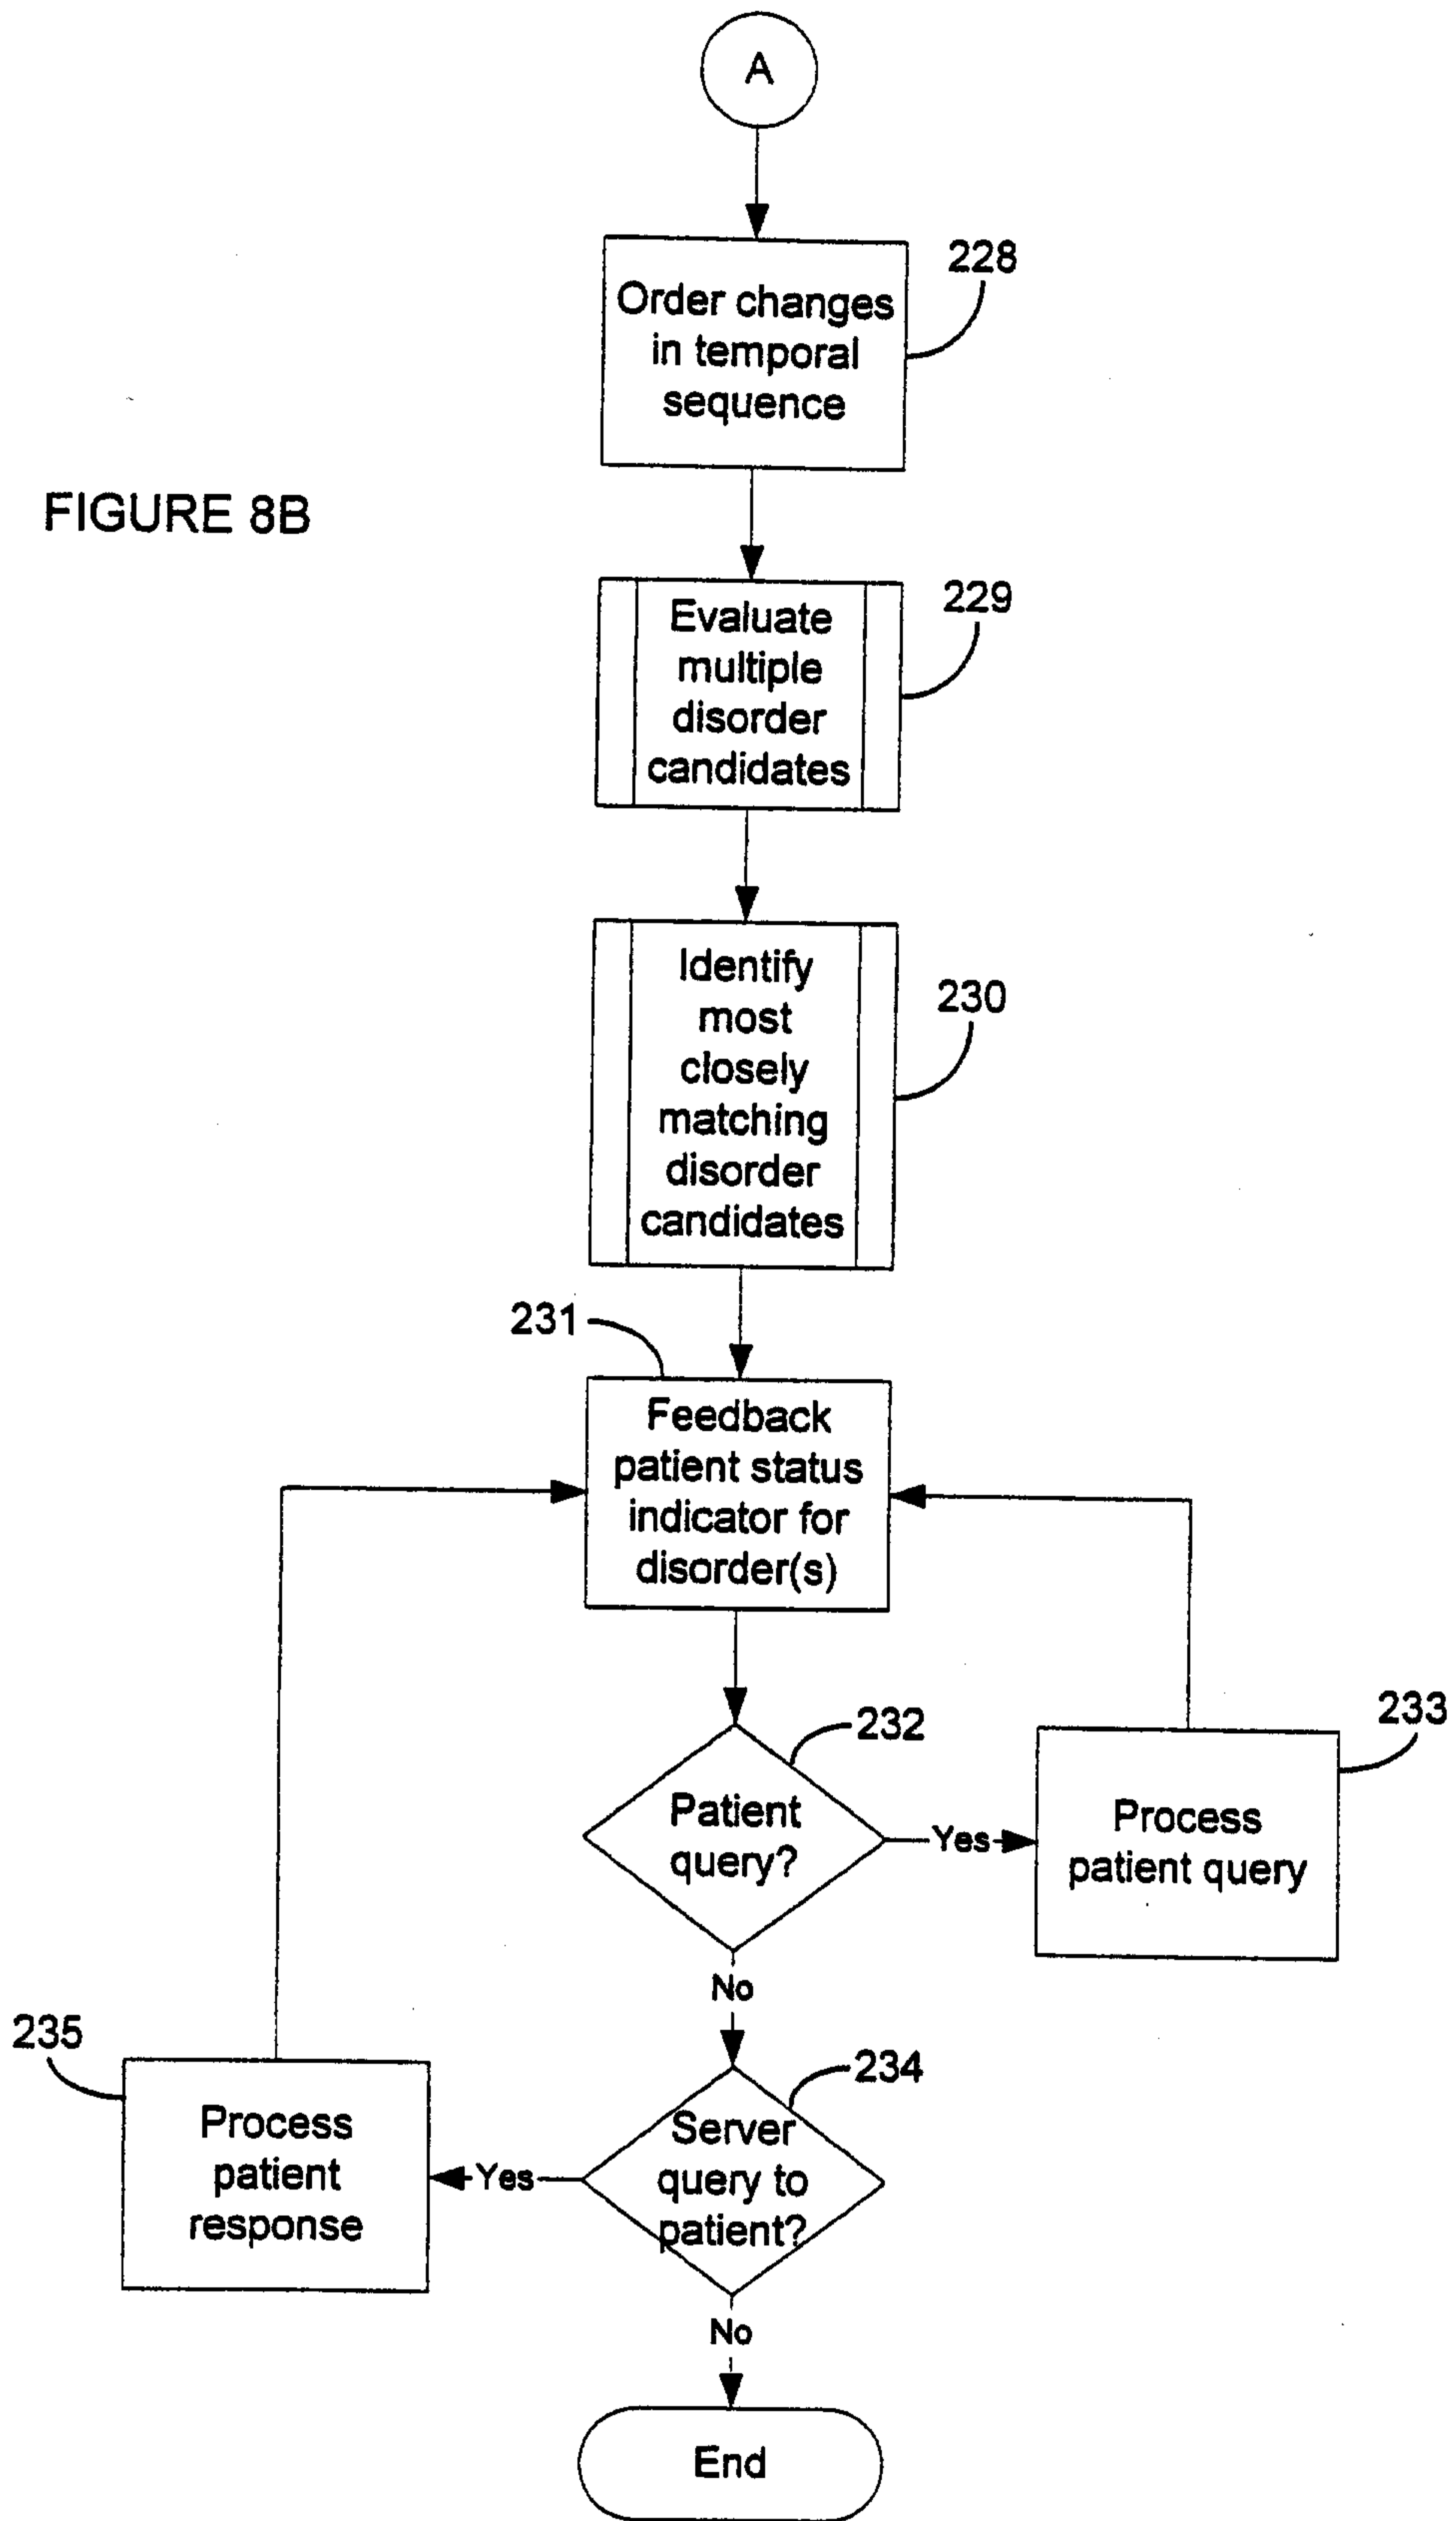 A
228
Order changes
in temporal
sequence
FIGURE 8B
229
Evaluate
multiple
disorder
candidates
230
Identify
most
closely
matching
disorder
candidates
231
Feedback
patient status
indicator for
disorder(s)
232
Patient
query?
Yes
233
Process
patient query
No
235
Process
patient
response
234
Server
query to
patient?
Yes
No
End